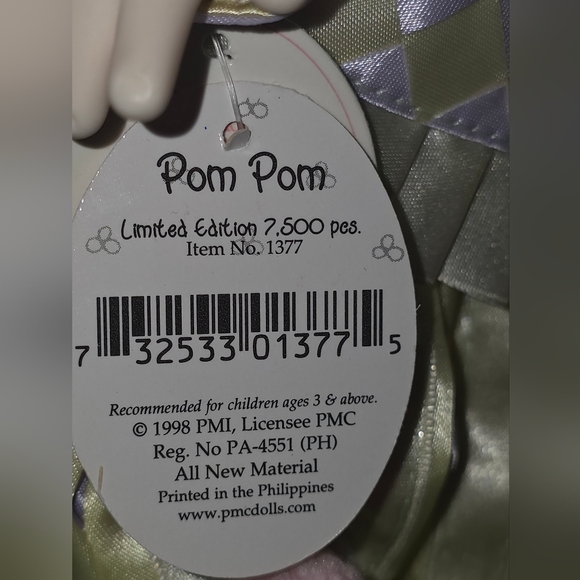 Pom Pom
Limited Edition 7,500 pcs.
Item No. 1377
7 32533 01377 5
Recommended for children ages 3 & above.
© 1998 PMI, Licensee PMC
Reg. No PA-4551 (PH)
All New Material
Printed in the Philippines
www.pmcdolls.com